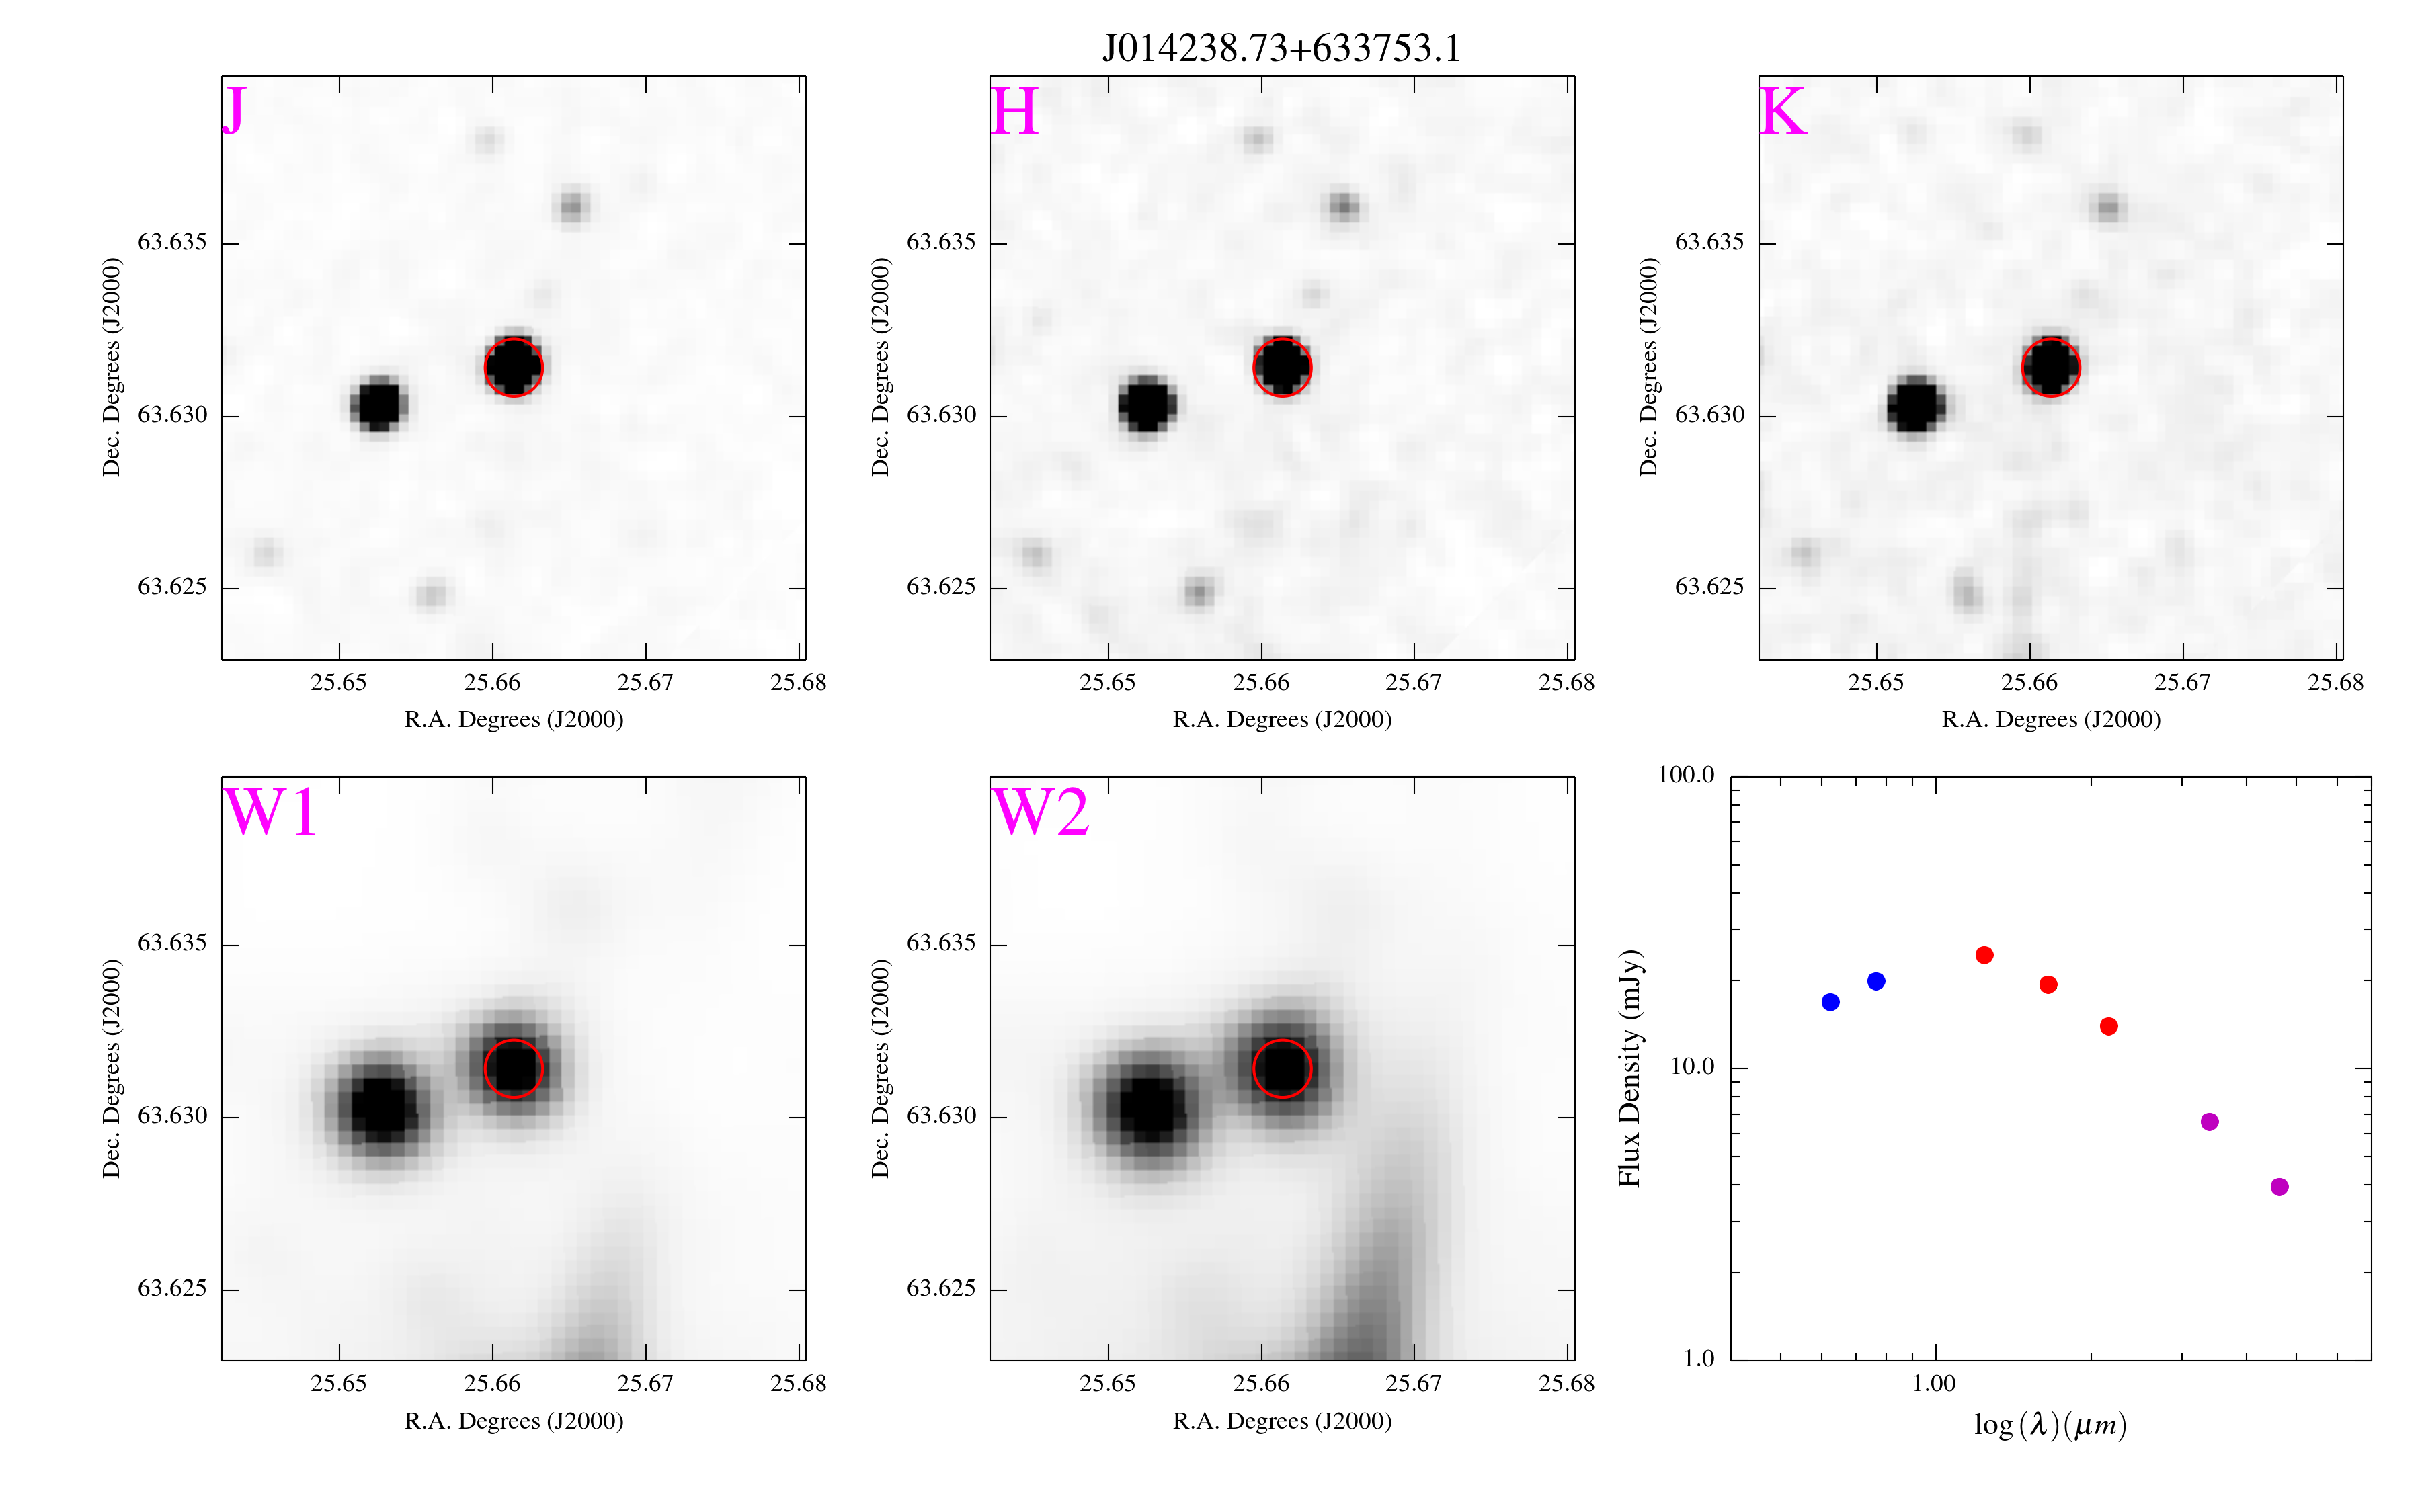 J014238.73+633753.1
J
H
K
63.635
63.630
63.625
Dec. Degrees (J2000)
25.65 25.66 25.67 25.68
R.A. Degrees (J2000)
63.635
63.630
63.625
Dec. Degrees (J2000)
25.65 25.66 25.67 25.68
R.A. Degrees (J2000)
63.635
63.630
63.625
Dec. Degrees (J2000)
25.65 25.66 25.67 25.68
R.A. Degrees (J2000)
W1
63.635
63.630
63.625
Dec. Degrees (J2000)
25.65 25.66 25.67 25.68
R.A. Degrees (J2000)
W2
63.635
63.630
63.625
Dec. Degrees (J2000)
25.65 25.66 25.67 25.68
R.A. Degrees (J2000)
100.0
10.0
1.0
Flux Density (mJy)
1.00
log(λ)(μm)